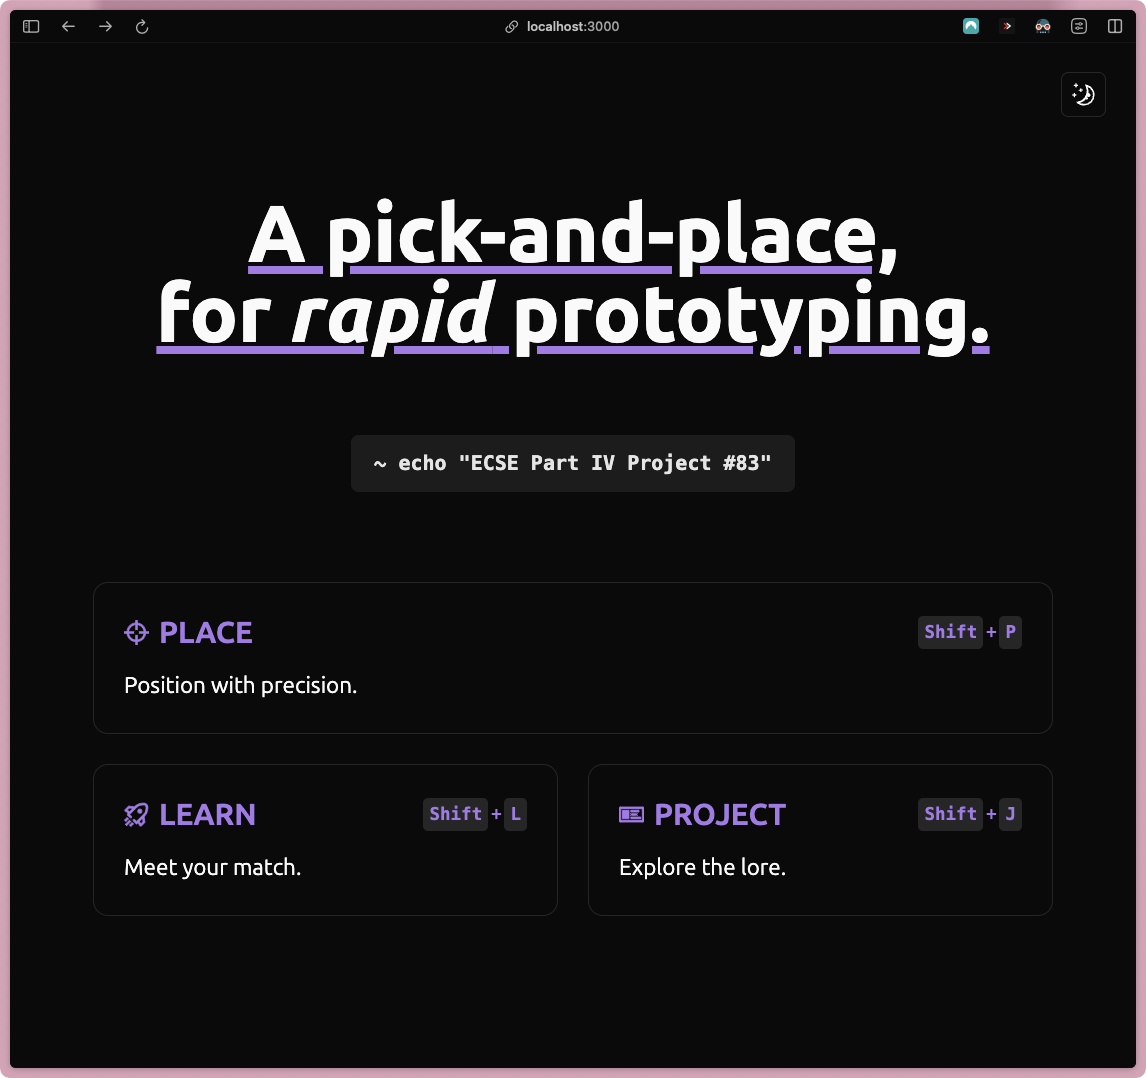 localhost:3000
A pick-and-place,
for rapid prototyping.
~ echo "ECSE Part IV Project #83"
PLACE
Shift + P
Position with precision.
LEARN
Shift + L
Meet your match.
PROJECT
Shift + J
Explore the lore.